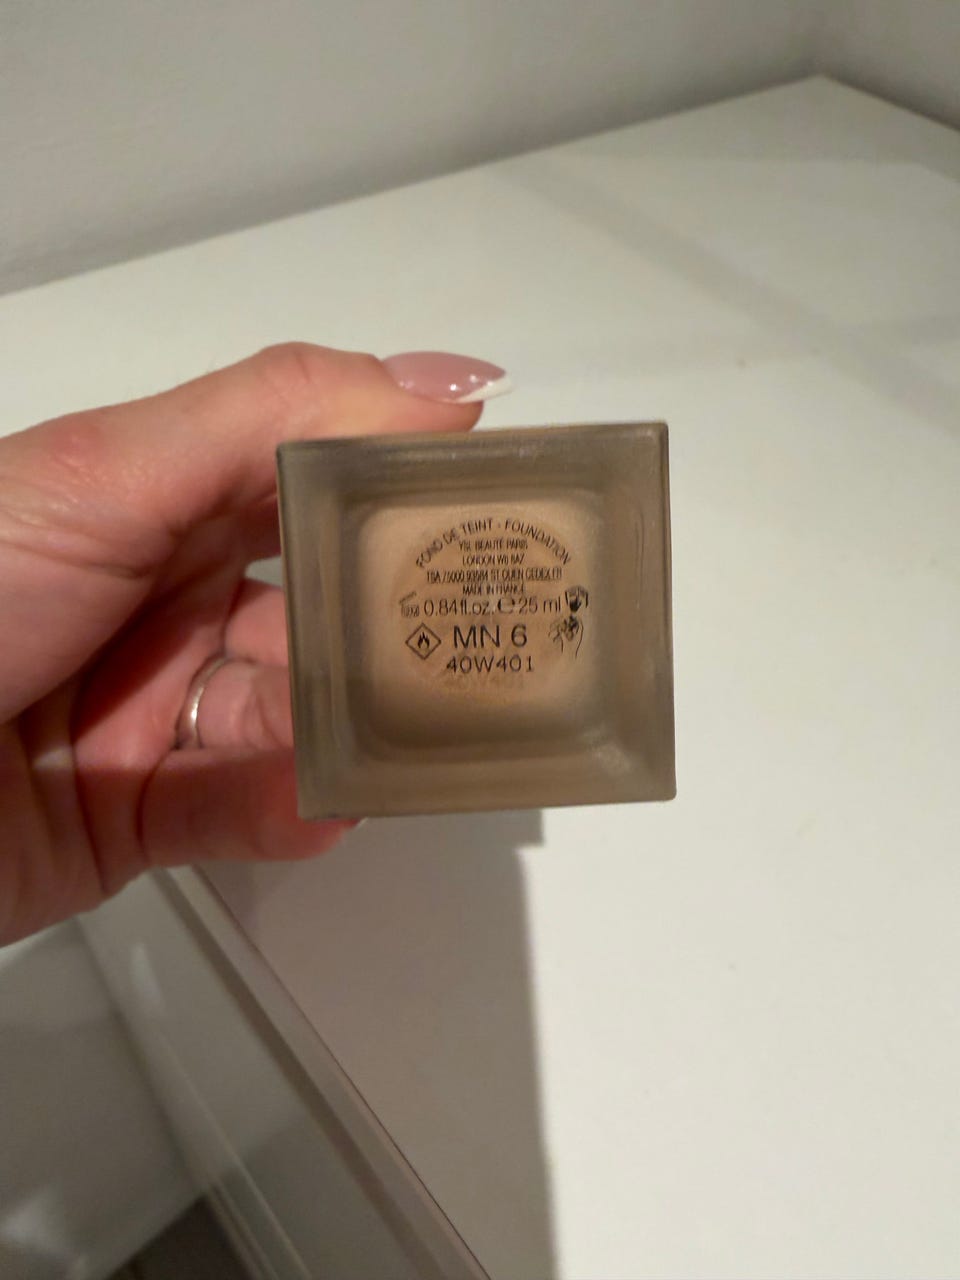 FOND DE TEINT - FOUNDATION
YSL BEAUTÉ PARIS
LONDON W6 8AZ
TSA 75000 93584 ST OUEN CEDEX FR
MADE IN FRANCE
0.84 fl.oz. ℮ 25 ml
MN 6
40W401